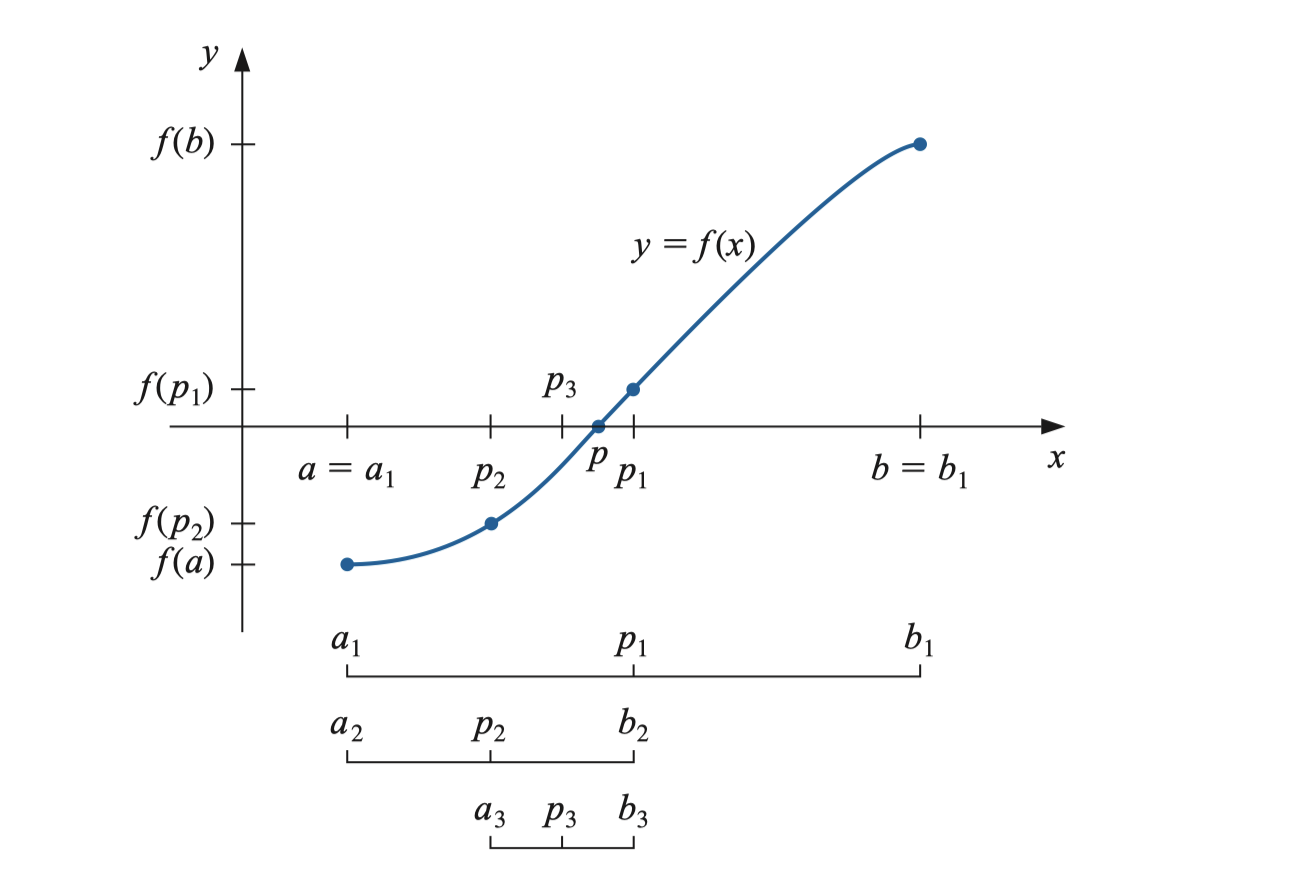 y
f(b)
y = f(x)
f(p₁)
p₃
a = a₁
p₂
p
p₁
b = b₁
x
f(p₂)
f(a)
a₁ p₁ b₁
a₂ p₂ b₂
a₃ p₃ b₃